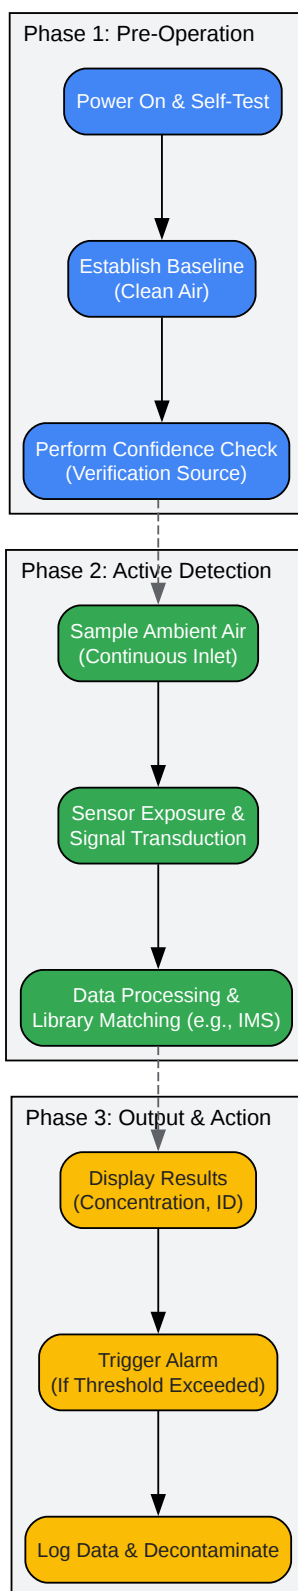 Phase 1: Pre-Operation
Power On & Self-Test
Establish Baseline
(Clean Air)
Perform Confidence Check
(Verification Source)
Phase 2: Active Detection
Sample Ambient Air
(Continuous Inlet)
Sensor Exposure &
Signal Transduction
Data Processing &
Library Matching (e.g., IMS)
Phase 3: Output & Action
Display Results
(Concentration, ID)
Trigger Alarm
(If Threshold Exceeded)
Log Data & Decontaminate